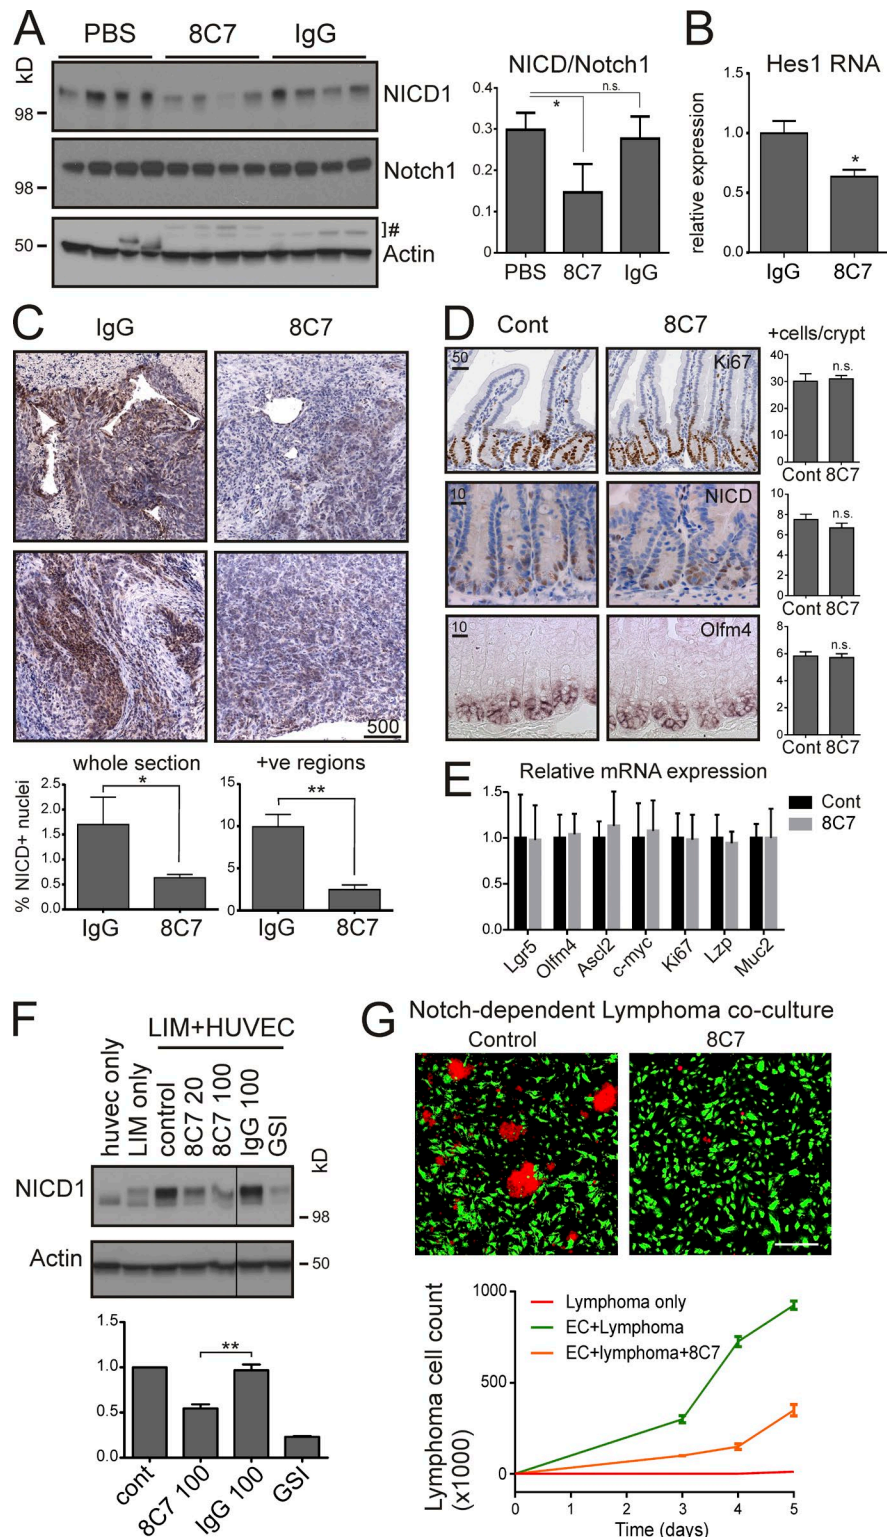 A
PBS 8C7 IgG
kD
98
NICD1
98
Notch1
50
]#
Actin
NICD/Notch1
n.s.
*
0.4
0.3
0.2
0.1
0
PBS 8C7 IgG
B
Hes1 RNA
relative expression
1.5
1.0
0.5
0.0
*
IgG 8C7
C
IgG 8C7
500
whole section
+ve regions
% NICD+ nuclei
2.5
2.0
1.5
1.0
0.5
0.0
*
IgG 8C7
15
10
5
0
**
IgG 8C7
D
Cont 8C7
+cells/crypt
50
Ki67
40
30
20
10
0
n.s.
Cont 8C7
10
NICD
10
8
6
4
2
0
n.s.
Cont 8C7
10
Olfm4
8
6
4
2
0
n.s.
Cont 8C7
E
Relative mRNA expression
1.5
1.0
0.5
0.0
Cont
8C7
Lgr5
Olfm4
Ascl2
c-myc
Ki67
Lzp
Muc2
F
LIM+HUVEC
huvec only
LIM only
control
8C7 20
8C7 100
IgG 100
GSI
kD
NICD1
98
Actin
50
1.5
1.0
0.5
0.0
**
cont
8C7 100
IgG 100
GSI
G
Notch-dependent Lymphoma co-culture
Control 8C7
Lymphoma cell count
(x1000)
1000
500
0
Lymphoma only
EC+Lymphoma
EC+lymphoma+8C7
0 1 2 3 4 5
Time (days)